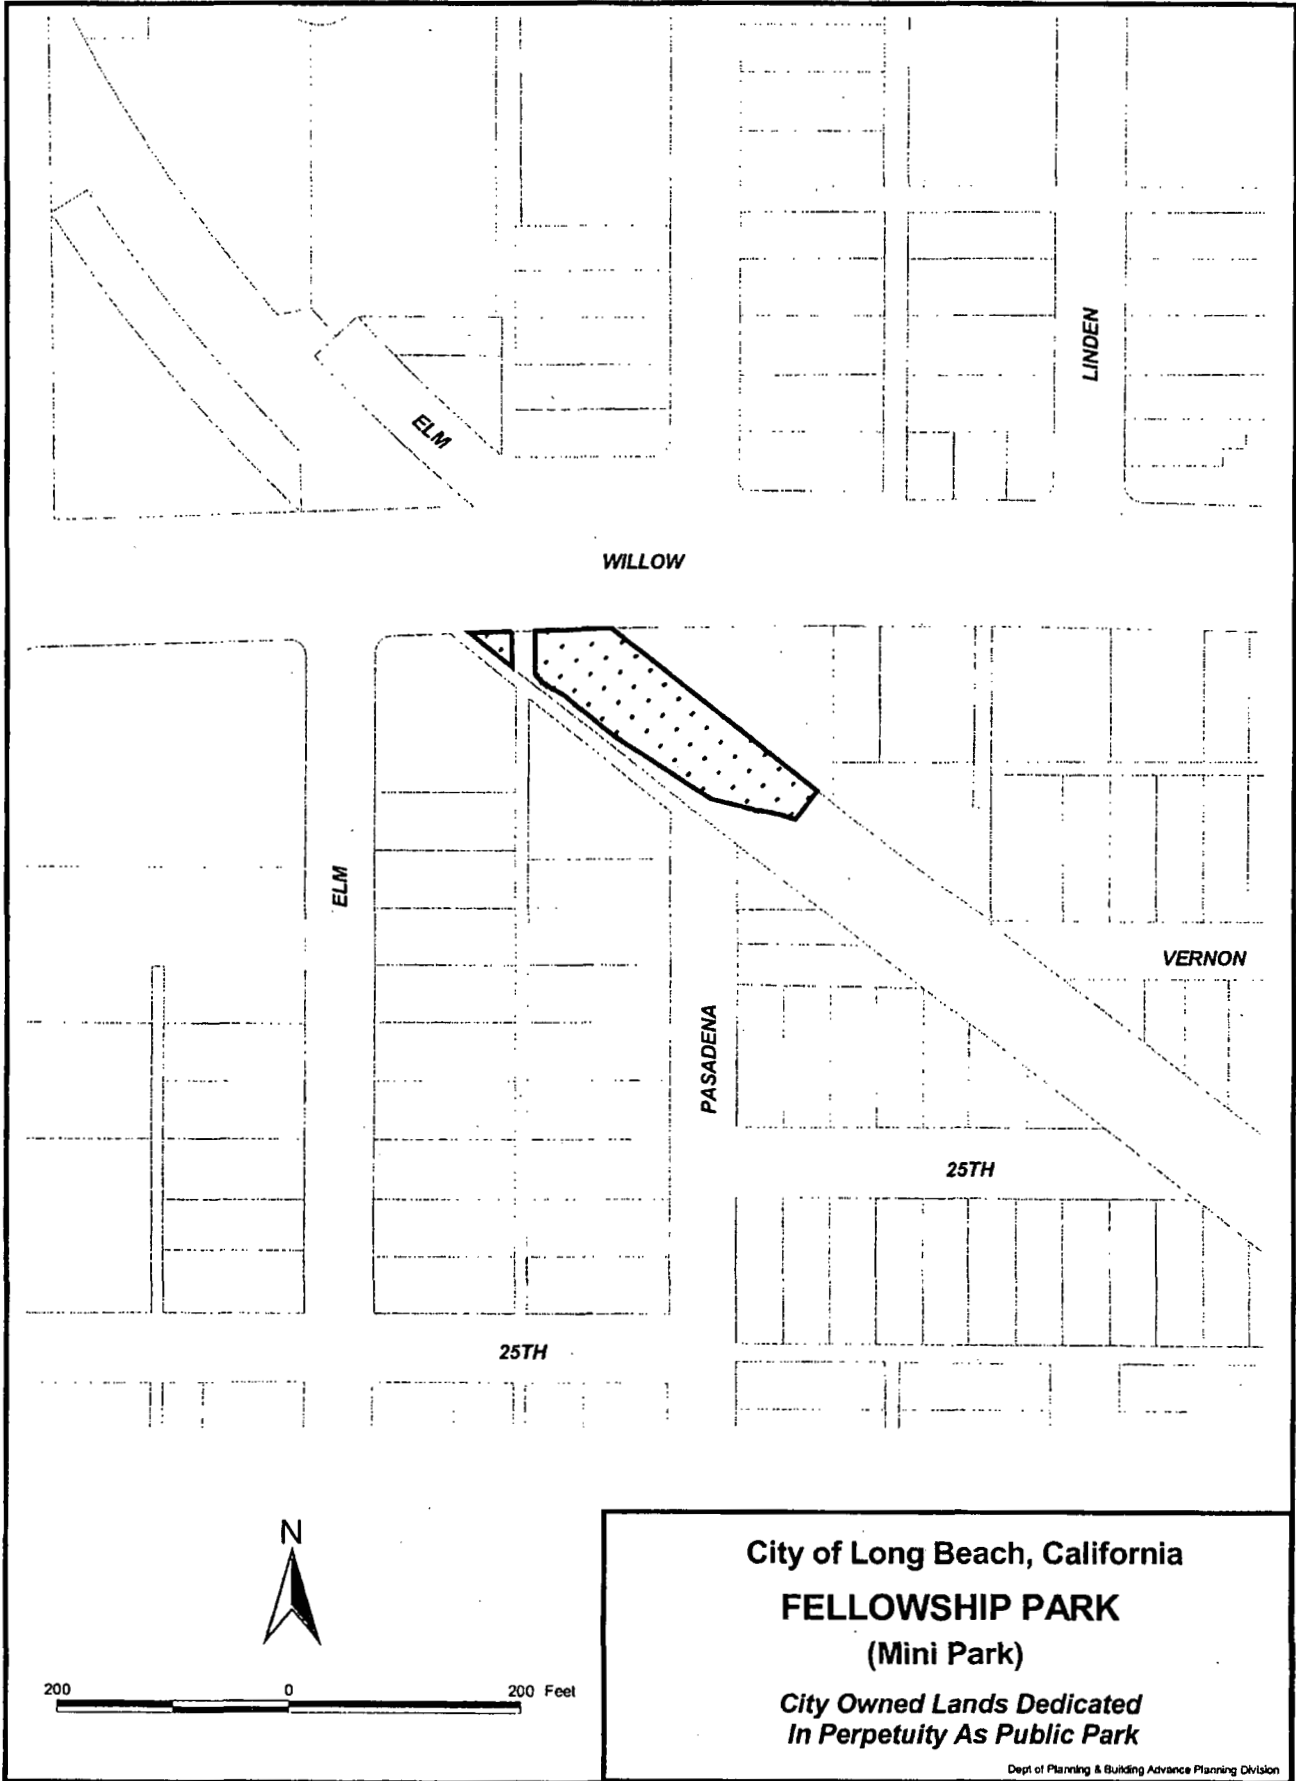 LINDEN
ELM
WILLOW
ELM
VERNON
PASADENA
25TH
25TH
N
200 0 200 Feet
City of Long Beach, California
FELLOWSHIP PARK
(Mini Park)
City Owned Lands Dedicated
In Perpetuity As Public Park
Dept of Planning & Building Advance Planning Division